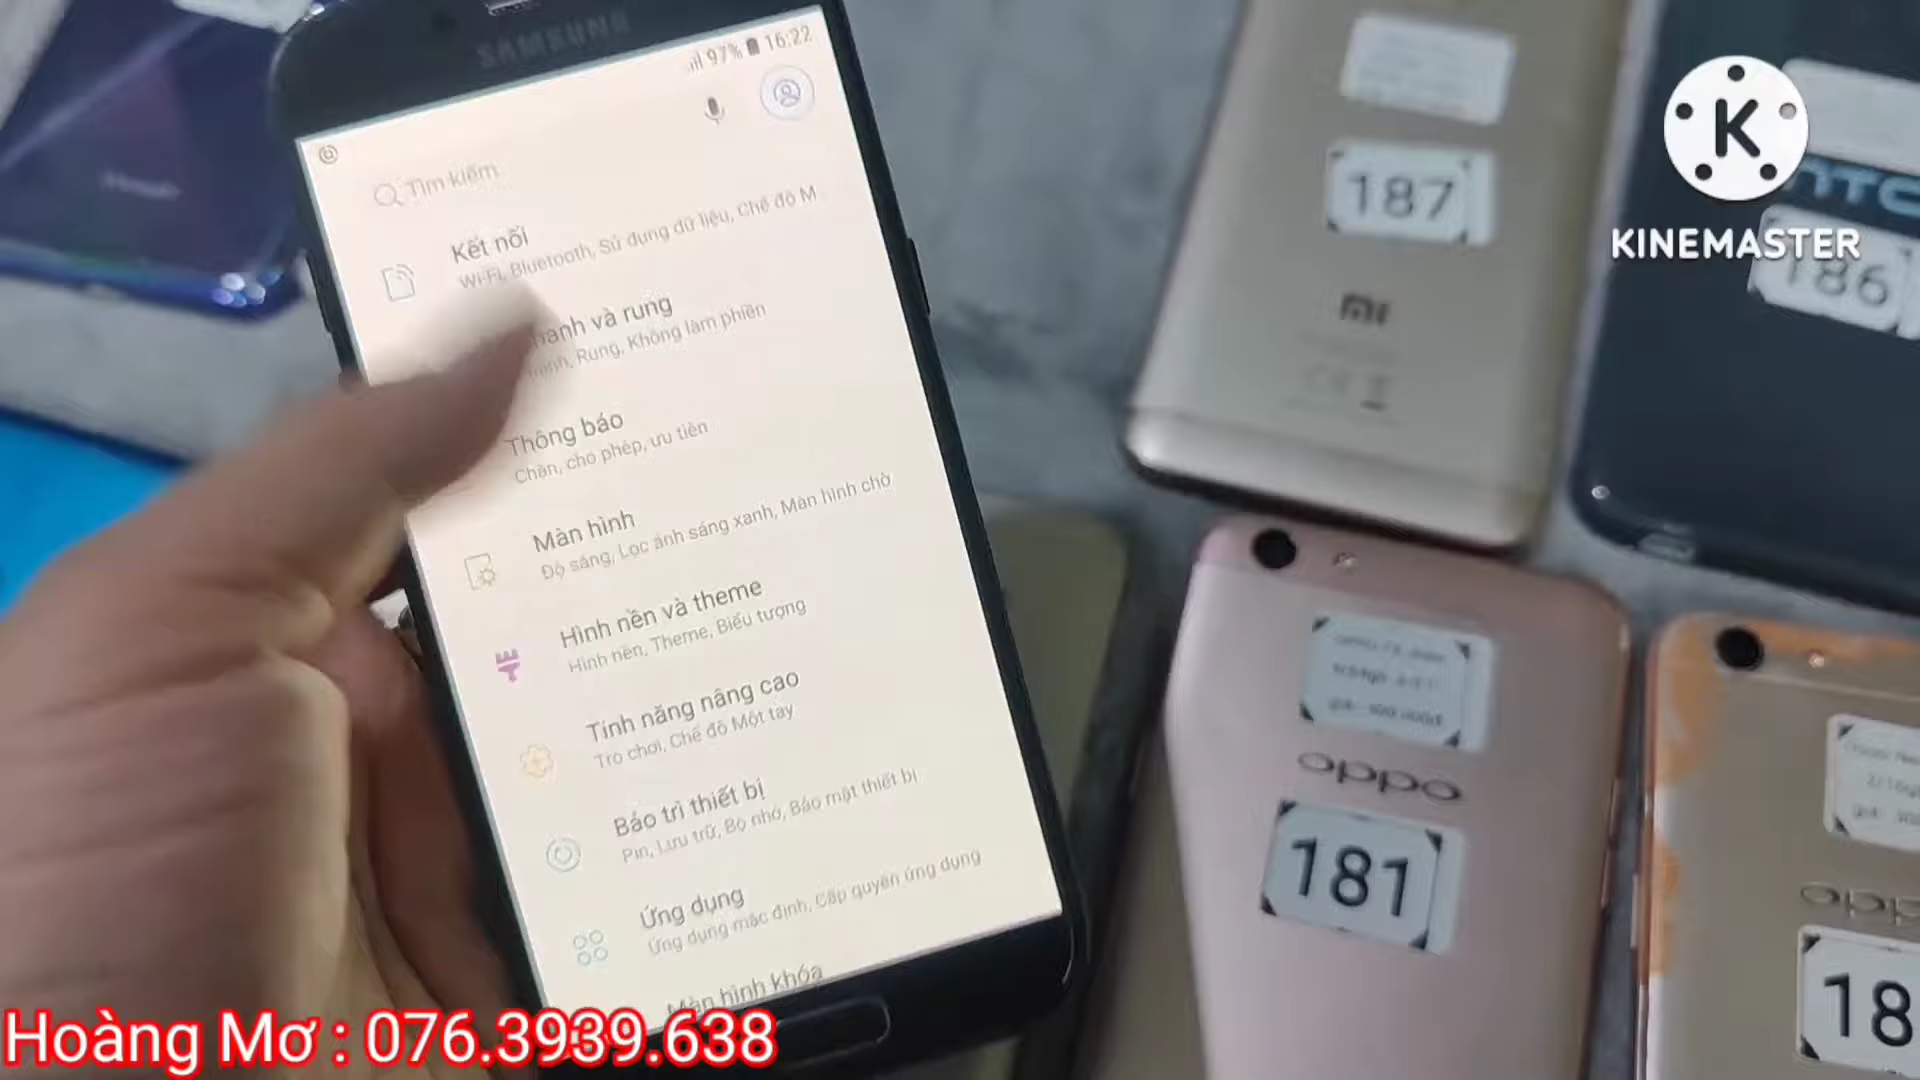 SAMSUNG
97% 16:22
Tìm kiếm
Kết nối
Wi-Fi, Bluetooth, Sử dụng dữ liệu, Chế độ M
thanh và rung
thanh, Rung, Không làm phiền
Thông báo
Chặn, cho phép, ưu tiên
Màn hình
Độ sáng, Lọc ánh sáng xanh, Màn hình chờ
Hình nền và theme
Hình nền, Theme, Biểu tượng
Tính năng nâng cao
Trò chơi, Chế độ Một tay
Bảo trì thiết bị
Pin, Lưu trữ, Bộ nhớ, Bảo mật thiết bị
Ứng dụng
Ứng dụng mặc định, Cấp quyền ứng dụng
Màn hình khóa
187
mi
K
KINEMASTER
HTC
186
oppo
181
oppo
18
Hoàng Mơ : 076.3939.638